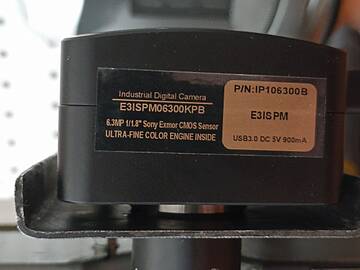 Industrial Digital Camera
E3ISPM06300KPB
6.3MP 1/1.8" Sony Exmor CMOS Sensor
ULTRA-FINE COLOR ENGINE INSIDE
P/N:IP106300B
E3ISPM
USB3.0 DC 5V 900mA